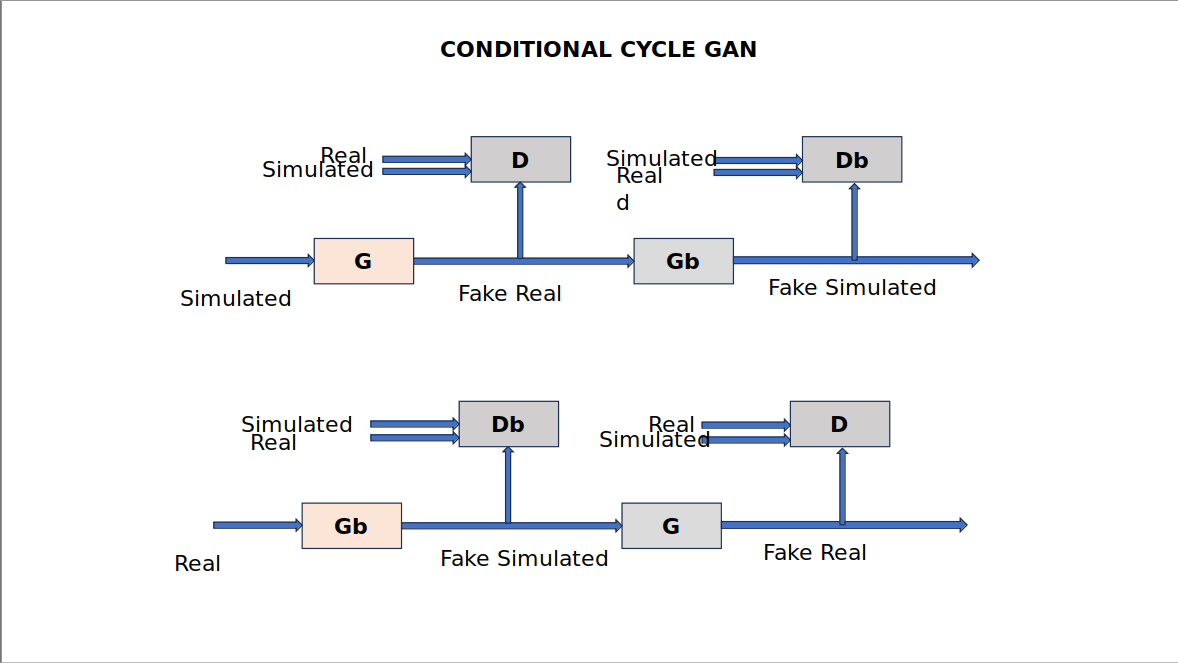 CONDITIONAL CYCLE GAN
Real
Simulated
D
Simulated
Real
d
Db
G
Gb
Simulated
Fake Real
Fake Simulated
Simulated
Real
Db
Real
Simulated
D
Gb
G
Real
Fake Simulated
Fake Real